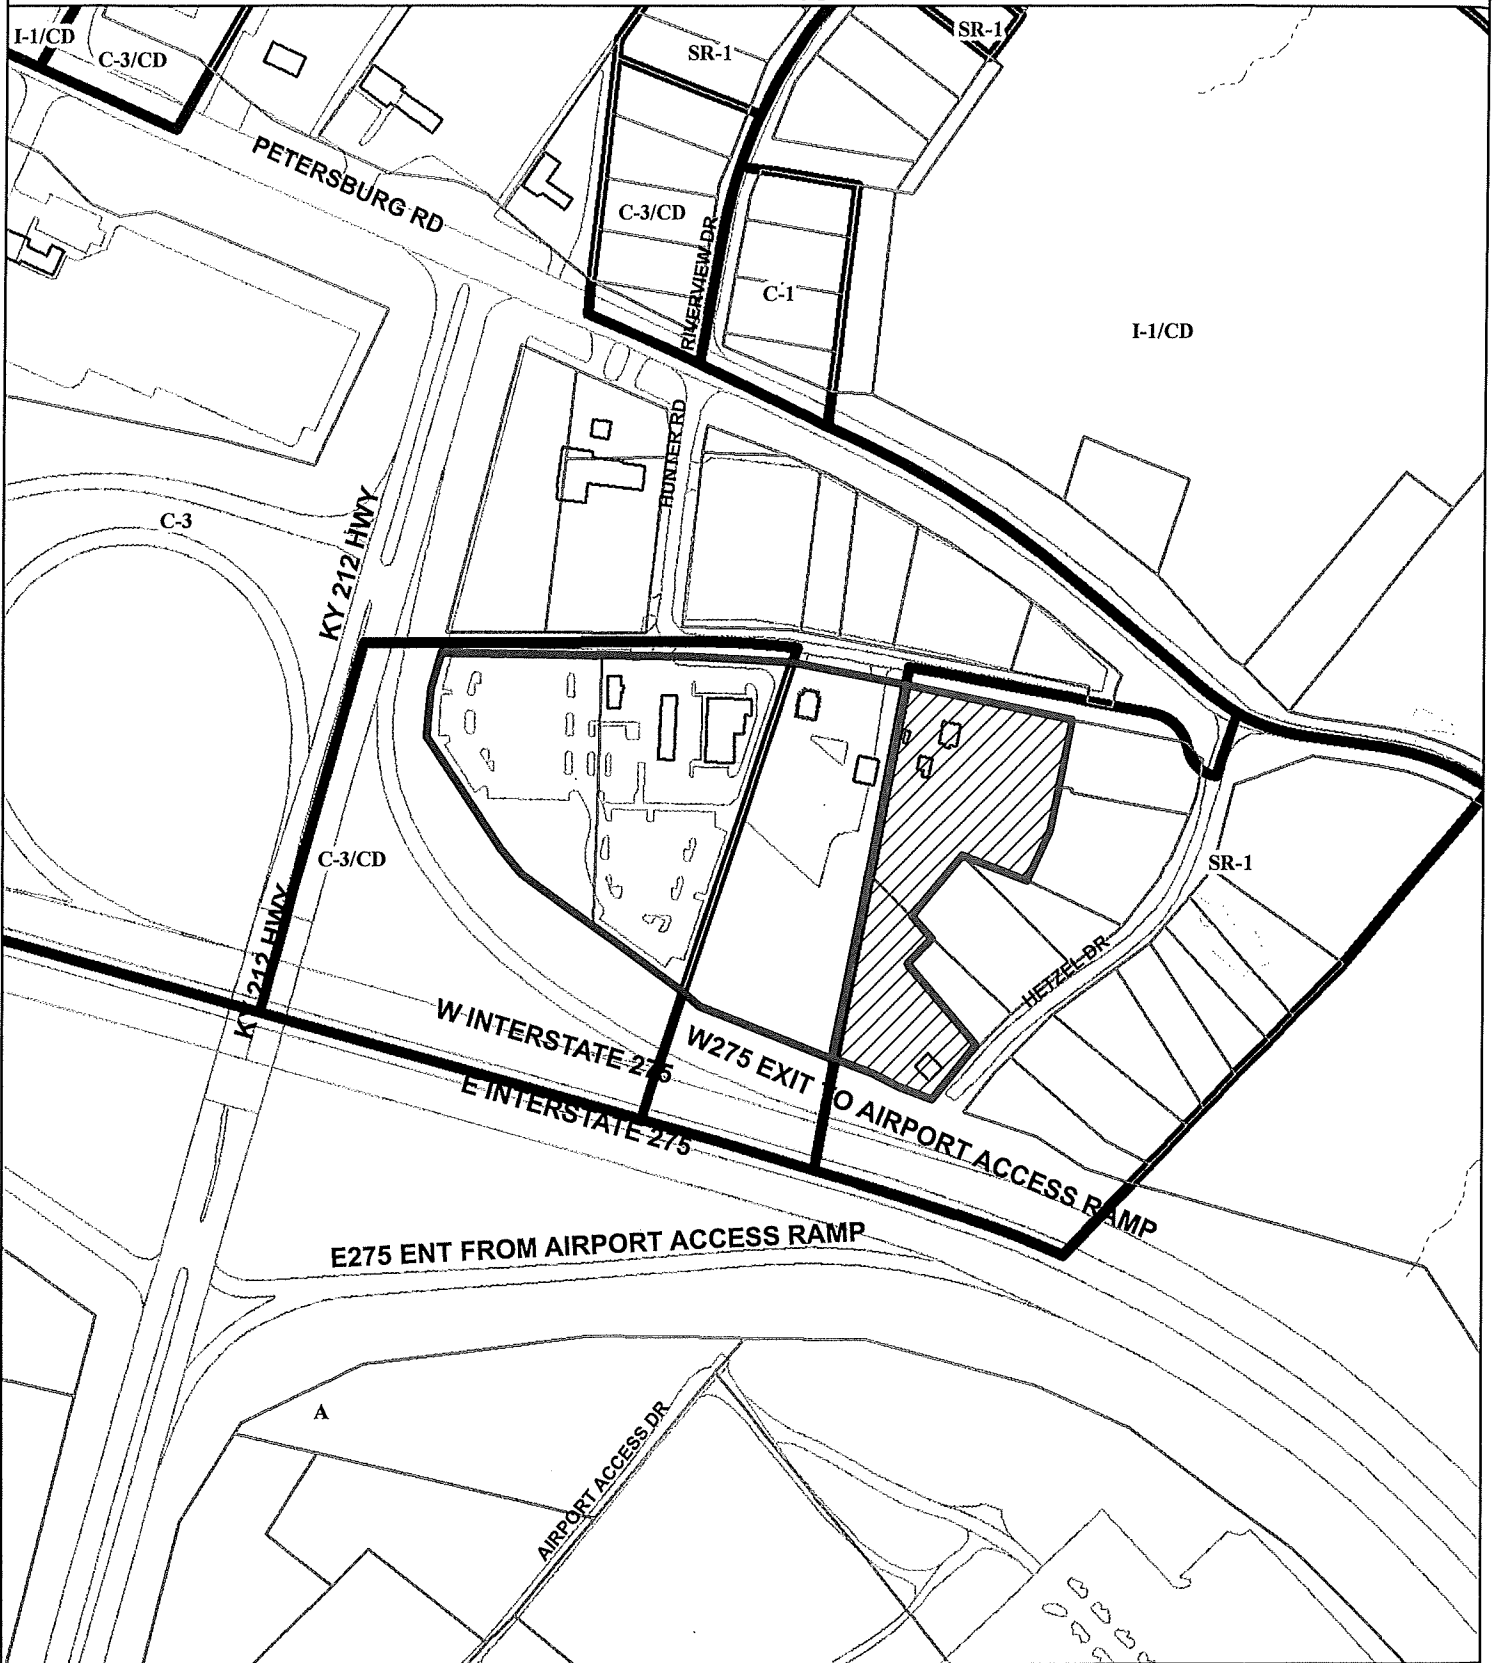 I-1/CD
C-3/CD
SR-1
SR-1
PETERSBURG RD
C-3/CD
RIVERVIEW DR
C-1
I-1/CD
HUNTER RD
C-3
KY 212 HWY
C-3/CD
SR-1
KY 212 HWY
HETZEL DR
W INTERSTATE 275
W275 EXIT TO AIRPORT ACCESS RAMP
E INTERSTATE 275
E275 ENT FROM AIRPORT ACCESS RAMP
A
AIRPORT ACCESS DR